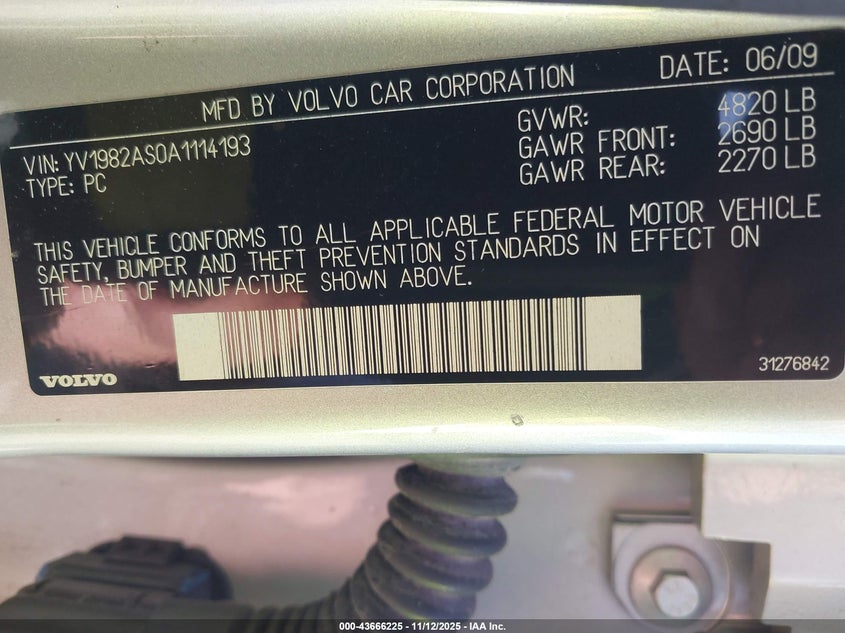 MFD BY VOLVO CAR CORPORATION DATE: 06/09
VIN: YV1982AS0A1114193
TYPE: PC
GVWR: 4820 LB
GAWR FRONT: 2690 LB
GAWR REAR: 2270 LB
THIS VEHICLE CONFORMS TO ALL APPLICABLE FEDERAL MOTOR VEHICLE
SAFETY, BUMPER AND THEFT PREVENTION STANDARDS IN EFFECT ON
THE DATE OF MANUFACTURE SHOWN ABOVE.
VOLVO
31276842
000-43666225 - 11/12/2025 - IAA Inc.